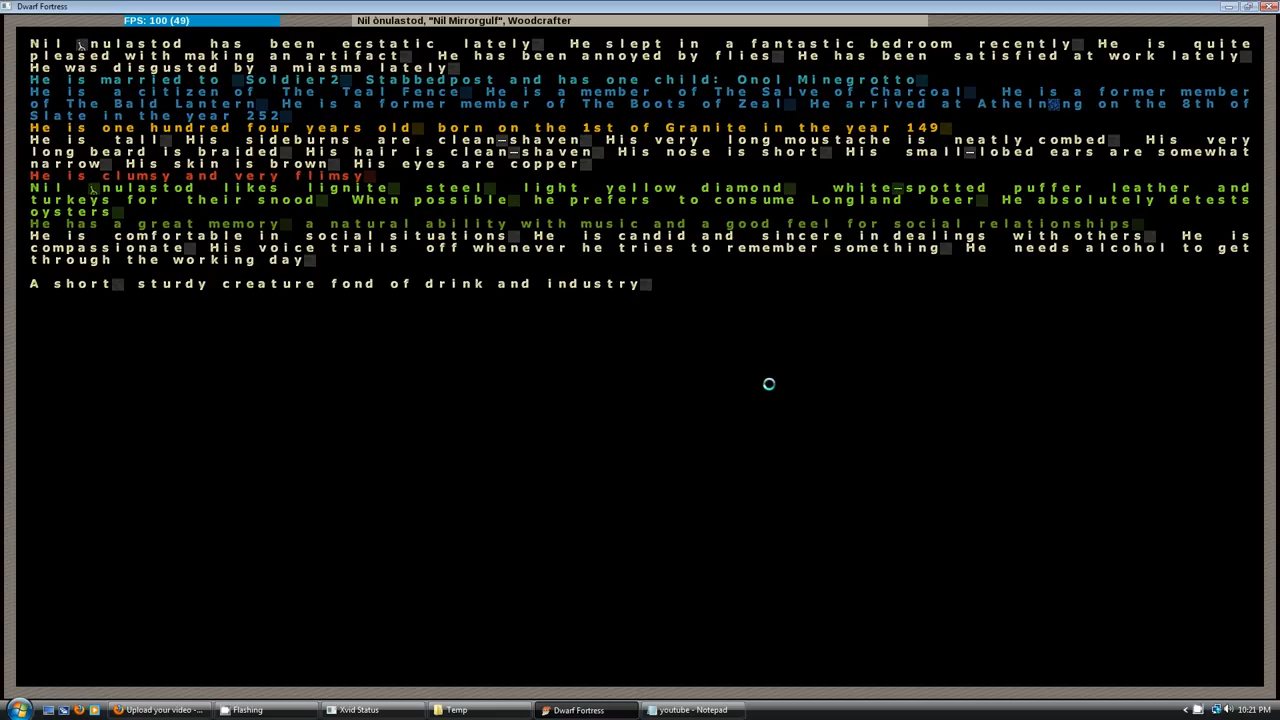 Dwarf Fortress
FPS: 100 (49)
Nil ònulastod, "Nil Mirrorgulf", Woodcrafter
Nil ònulastod has been ecstatic lately. He slept in a fantastic bedroom recently. He is quite
pleased with making an artifact. He has been annoyed by flies. He has been satisfied at work lately.
He was disgusted by a miasma lately.
He is married to 'Soldier2' Stabbedpost and has one child: Onol Minegrotto.
He is a citizen of The Teal Fence. He is a member of The Salve of Charcoal. He is a former member
of The Bald Lantern. He is a former member of The Boots of Zeal. He arrived at Atheln ng on the 8th of
Slate in the year 252.
He is one hundred four years old, born on the 1st of Granite in the year 149.
He is tall. His sideburns are clean-shaven. His very long moustache is neatly combed. His very
long beard is braided. His hair is clean-shaven. His nose is short. His small-lobed ears are somewhat
narrow. His skin is brown. His eyes are copper.
He is clumsy and very flimsy.
Nil ònulastod likes lignite, steel, light yellow diamond, white-spotted puffer leather and
turkeys for their snood. When possible, he prefers to consume Longland beer. He absolutely detests
oysters.
He has a great memory, a natural ability with music and a good feel for social relationships.
He is comfortable in social situations. He is candid and sincere in dealings with others. He is
compassionate. His voice trails off whenever he tries to remember something. He needs alcohol to get
through the working day.
A short, sturdy creature fond of drink and industry.
Upload your video -...
Flashing
Xvid Status
Temp
Dwarf Fortress
youtube - Notepad
10:21 PM